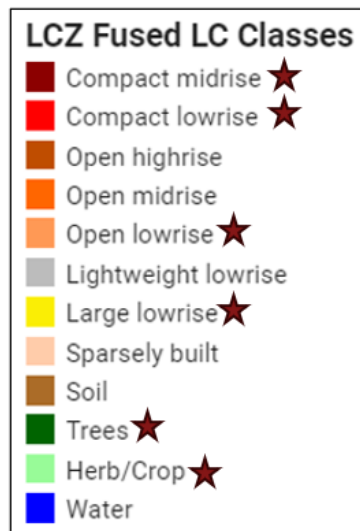 LCZ Fused LC Classes
Compact midrise
Compact lowrise
Open highrise
Open midrise
Open lowrise
Lightweight lowrise
Large lowrise
Sparsely built
Soil
Trees
Herb/Crop
Water